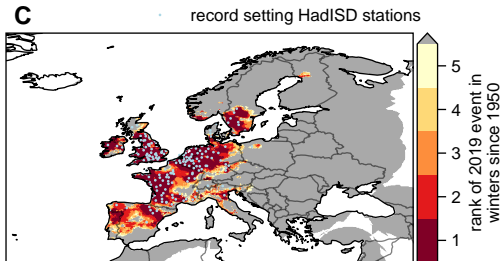 C
record setting HadISD stations
5
4
3
2
1
rank of 2019 event in
winters since 1950